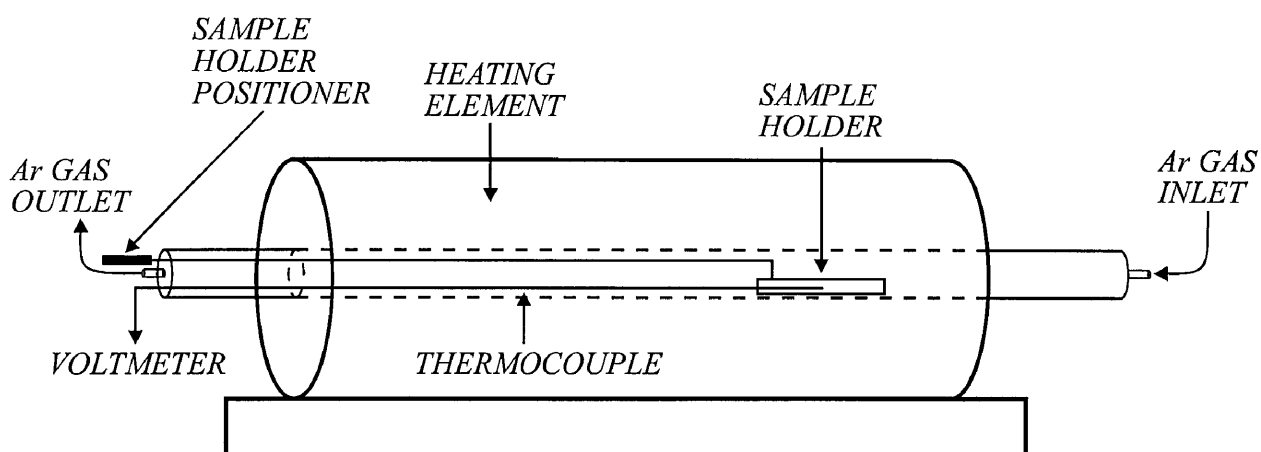 SAMPLE
HOLDER
POSITIONER
HEATING
ELEMENT
SAMPLE
HOLDER
Ar GAS
OUTLET
Ar GAS
INLET
VOLTMETER
THERMOCOUPLE